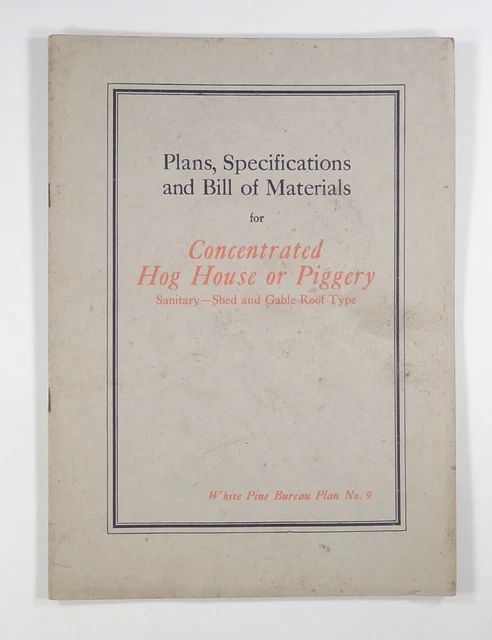 Plans, Specifications
and Bill of Materials
for
Concentrated
Hog House or Piggery
Sanitary—Shed and Gable Roof Type
White Pine Bureau Plan No. 9